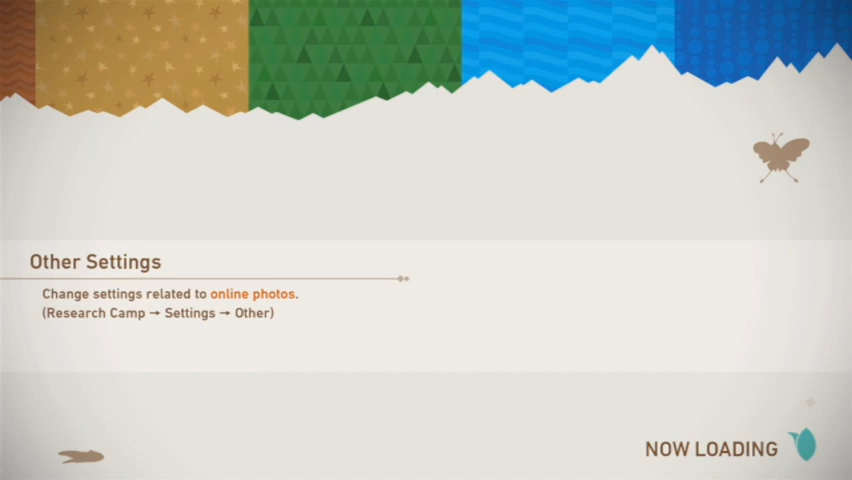 Other Settings
Change settings related to online photos.
(Research Camp → Settings → Other)
NOW LOADING